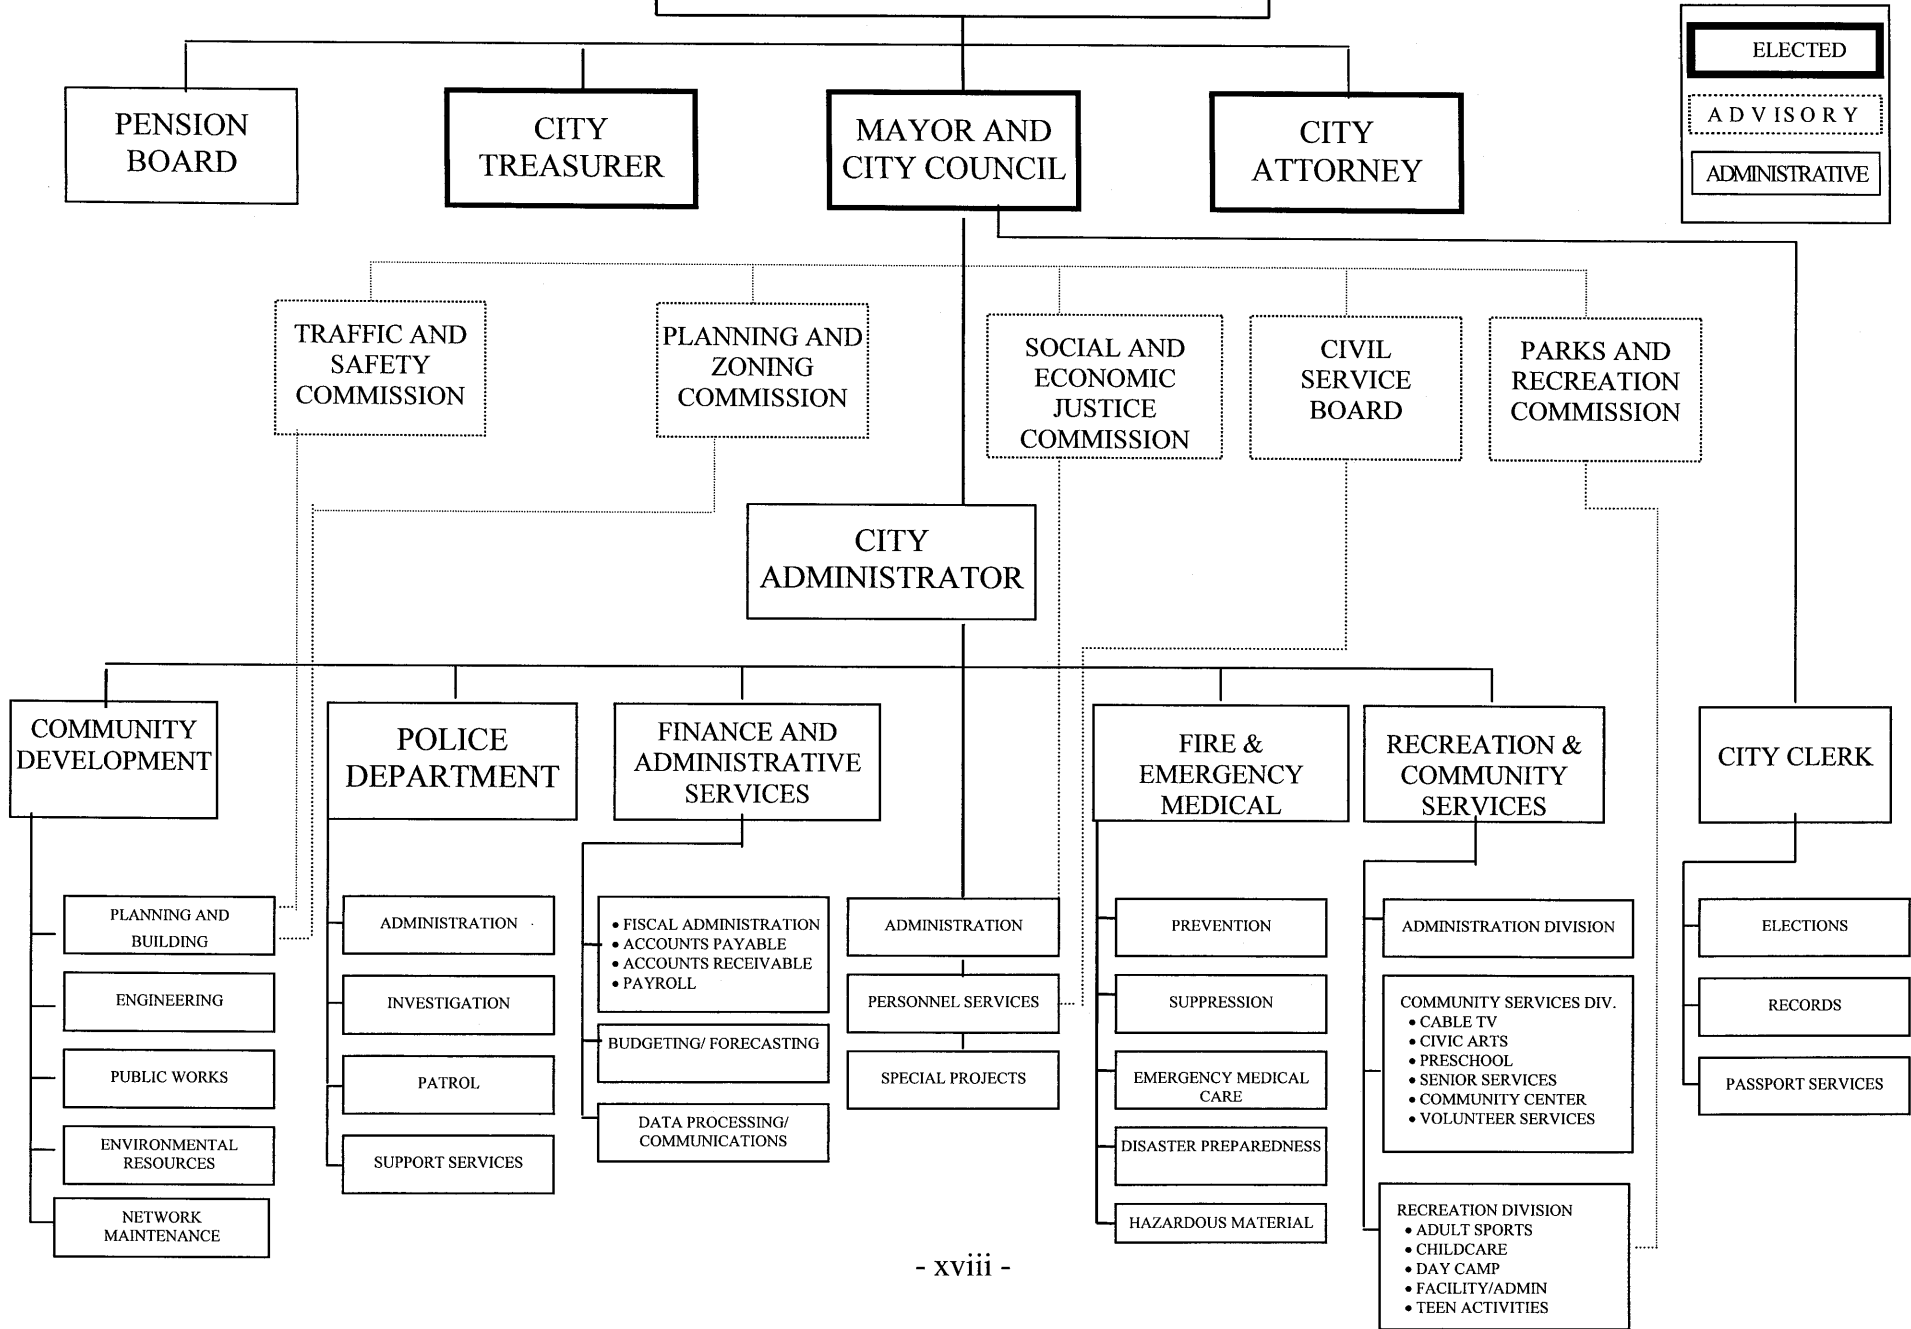 ELECTED
A D V I S O R Y
ADMINISTRATIVE
PENSION
BOARD
CITY
TREASURER
MAYOR AND
CITY COUNCIL
CITY
ATTORNEY
TRAFFIC AND
SAFETY
COMMISSION
PLANNING AND
ZONING
COMMISSION
SOCIAL AND
ECONOMIC
JUSTICE
COMMISSION
CIVIL
SERVICE
BOARD
PARKS AND
RECREATION
COMMISSION
CITY
ADMINISTRATOR
COMMUNITY
DEVELOPMENT
PLANNING AND
BUILDING
ENGINEERING
PUBLIC WORKS
ENVIRONMENTAL
RESOURCES
NETWORK
MAINTENANCE
POLICE
DEPARTMENT
ADMINISTRATION
INVESTIGATION
PATROL
SUPPORT SERVICES
FINANCE AND
ADMINISTRATIVE
SERVICES
• FISCAL ADMINISTRATION
• ACCOUNTS PAYABLE
• ACCOUNTS RECEIVABLE
• PAYROLL
BUDGETING/ FORECASTING
DATA PROCESSING/
COMMUNICATIONS
ADMINISTRATION
PERSONNEL SERVICES
SPECIAL PROJECTS
FIRE &
EMERGENCY
MEDICAL
PREVENTION
SUPPRESSION
EMERGENCY MEDICAL
CARE
DISASTER PREPAREDNESS
HAZARDOUS MATERIAL
RECREATION &
COMMUNITY
SERVICES
ADMINISTRATION DIVISION
COMMUNITY SERVICES DIV.
• CABLE TV
• CIVIC ARTS
• PRESCHOOL
• SENIOR SERVICES
• COMMUNITY CENTER
• VOLUNTEER SERVICES
RECREATION DIVISION
• ADULT SPORTS
• CHILDCARE
• DAY CAMP
• FACILITY/ADMIN
• TEEN ACTIVITIES
CITY CLERK
ELECTIONS
RECORDS
PASSPORT SERVICES
- xviii -